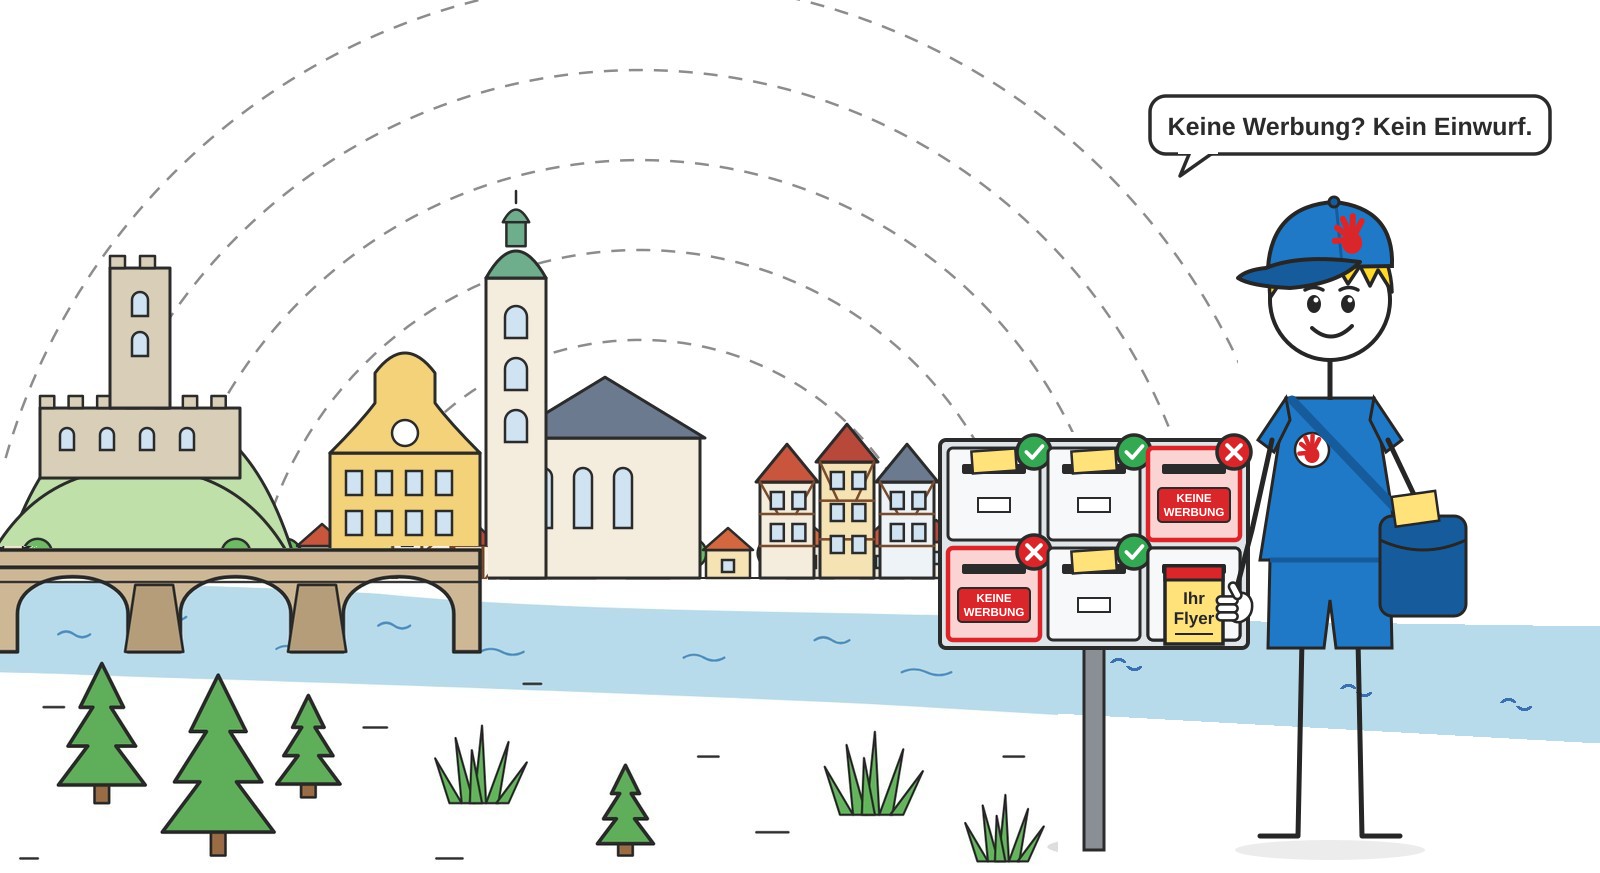 Keine Werbung? Kein Einwurf.
KEINE
WERBUNG
KEINE
WERBUNG
Ihr
Flyer